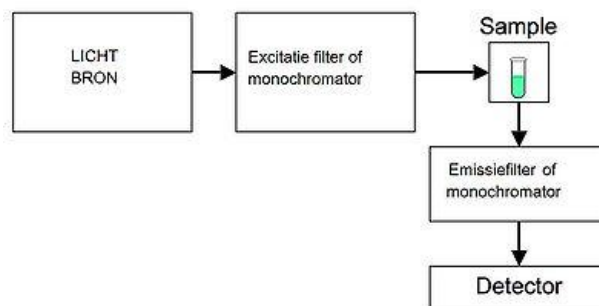 LICHT
BRON
Excitatie filter of
monochromator
Sample
Emissiefilter of
monochromator
Detector